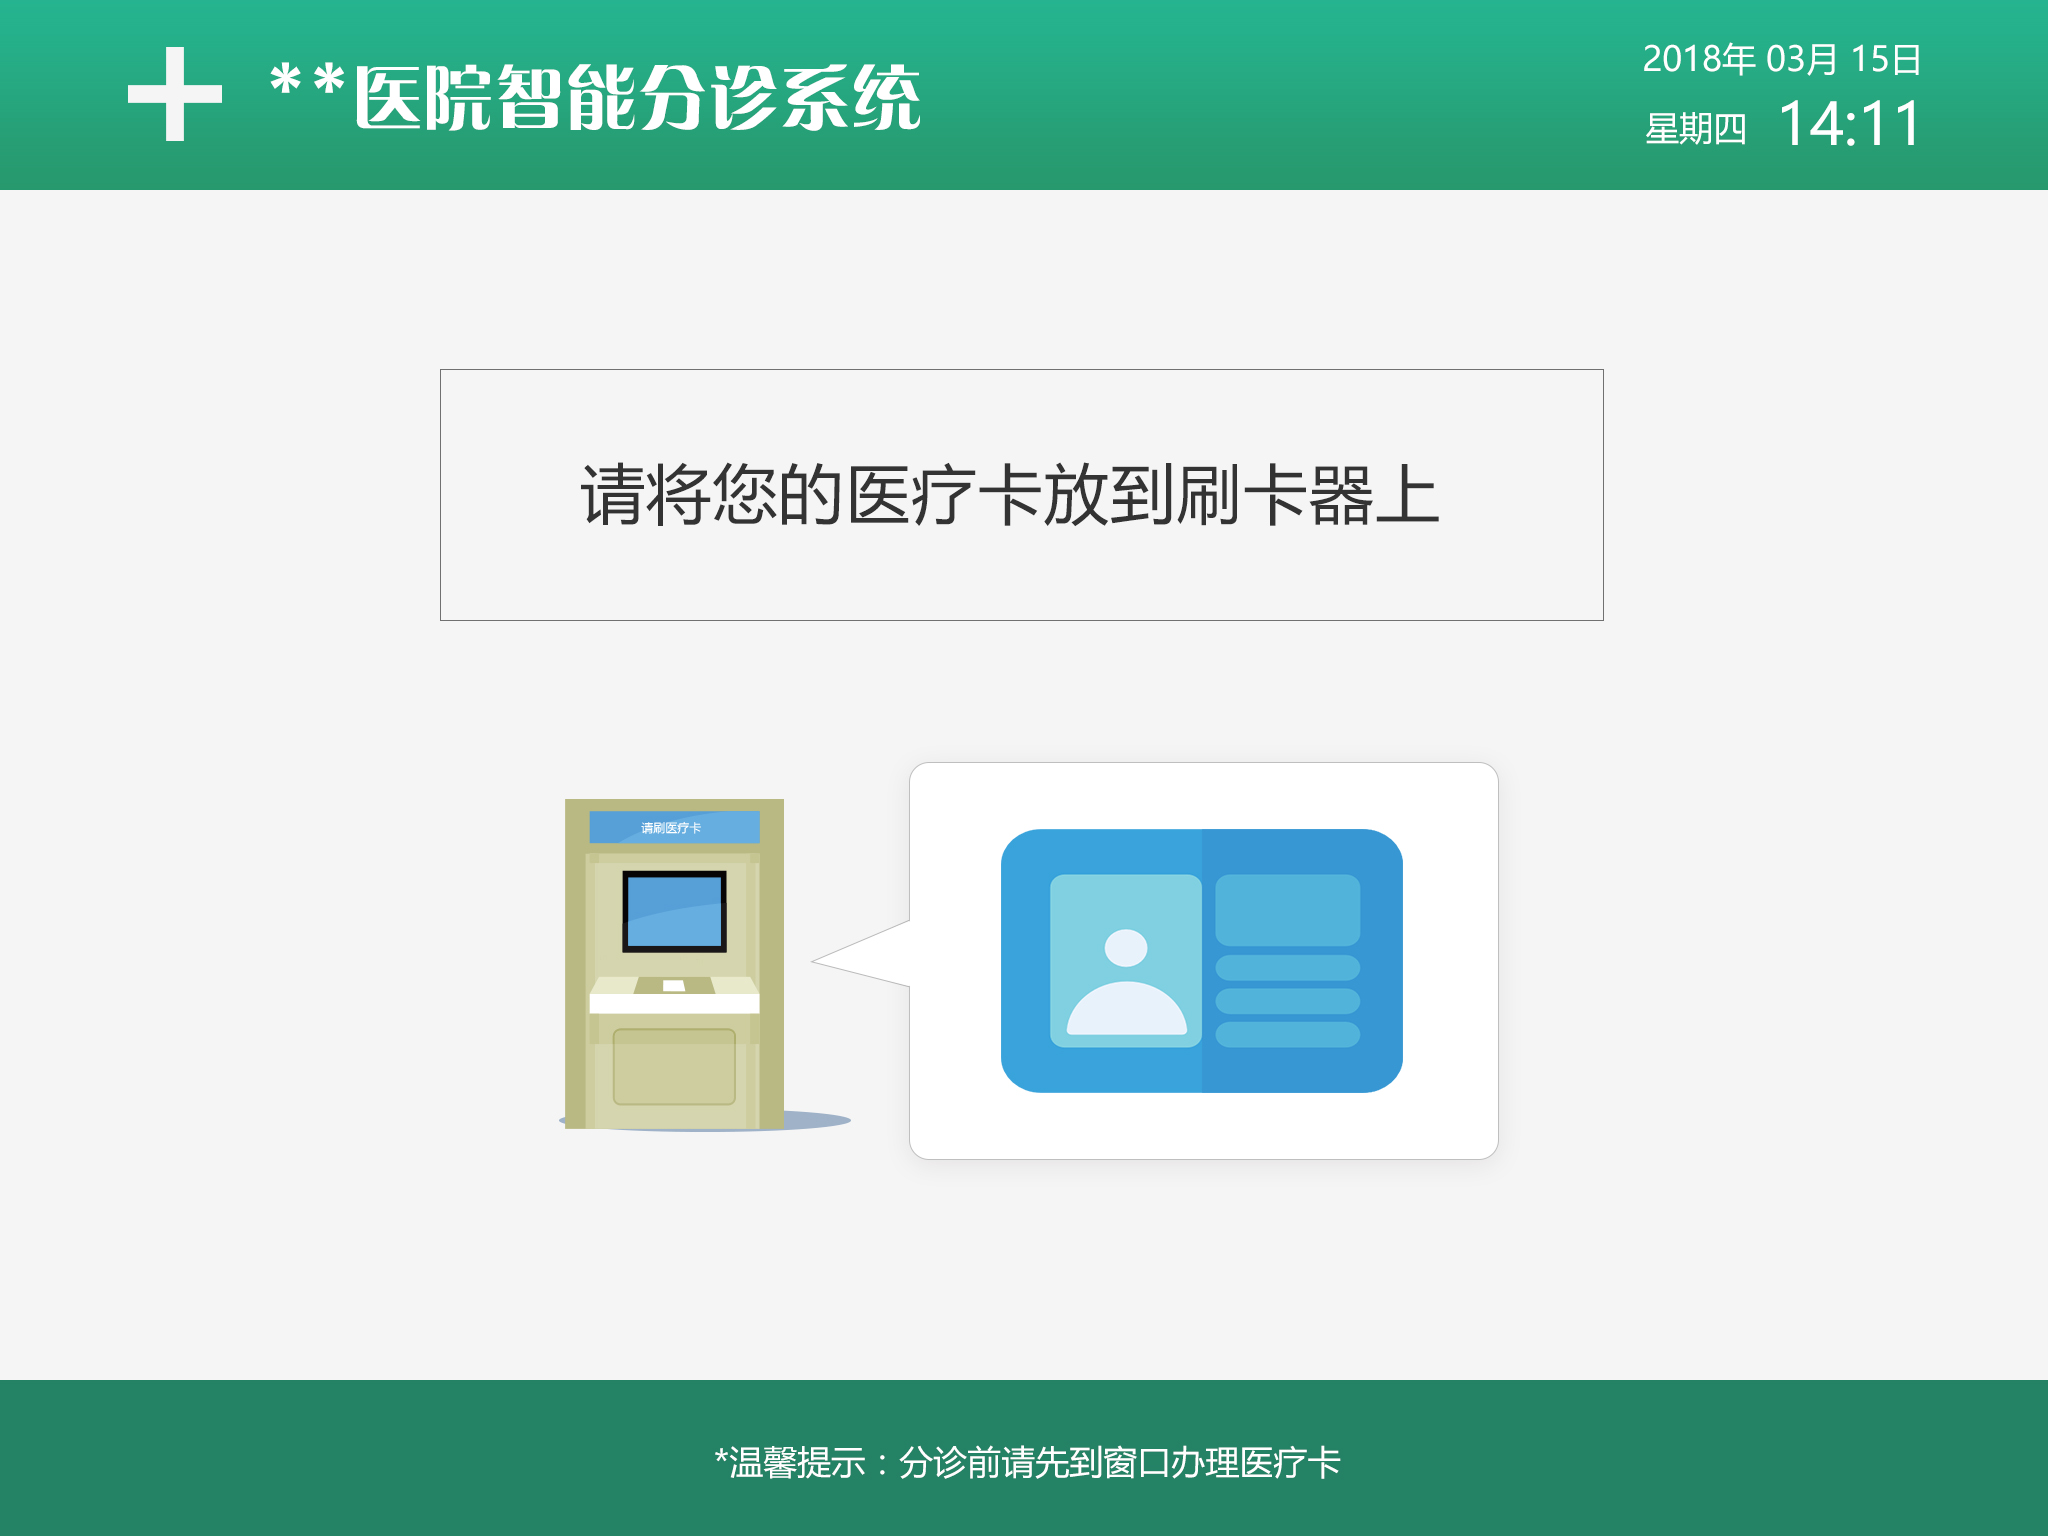 **医院智能分诊系统
2018年 03月 15日
星期四 14:11
请将您的医疗卡放到刷卡器上
请刷医疗卡
*温馨提示：分诊前请先到窗口办理医疗卡